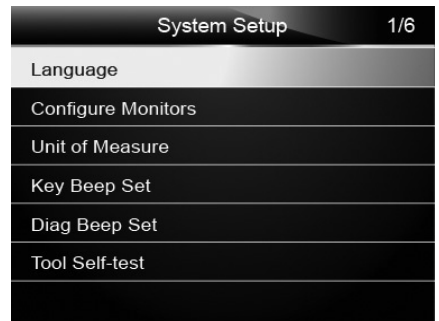 System Setup 1/6
Language
Configure Monitors
Unit of Measure
Key Beep Set
Diag Beep Set
Tool Self-test